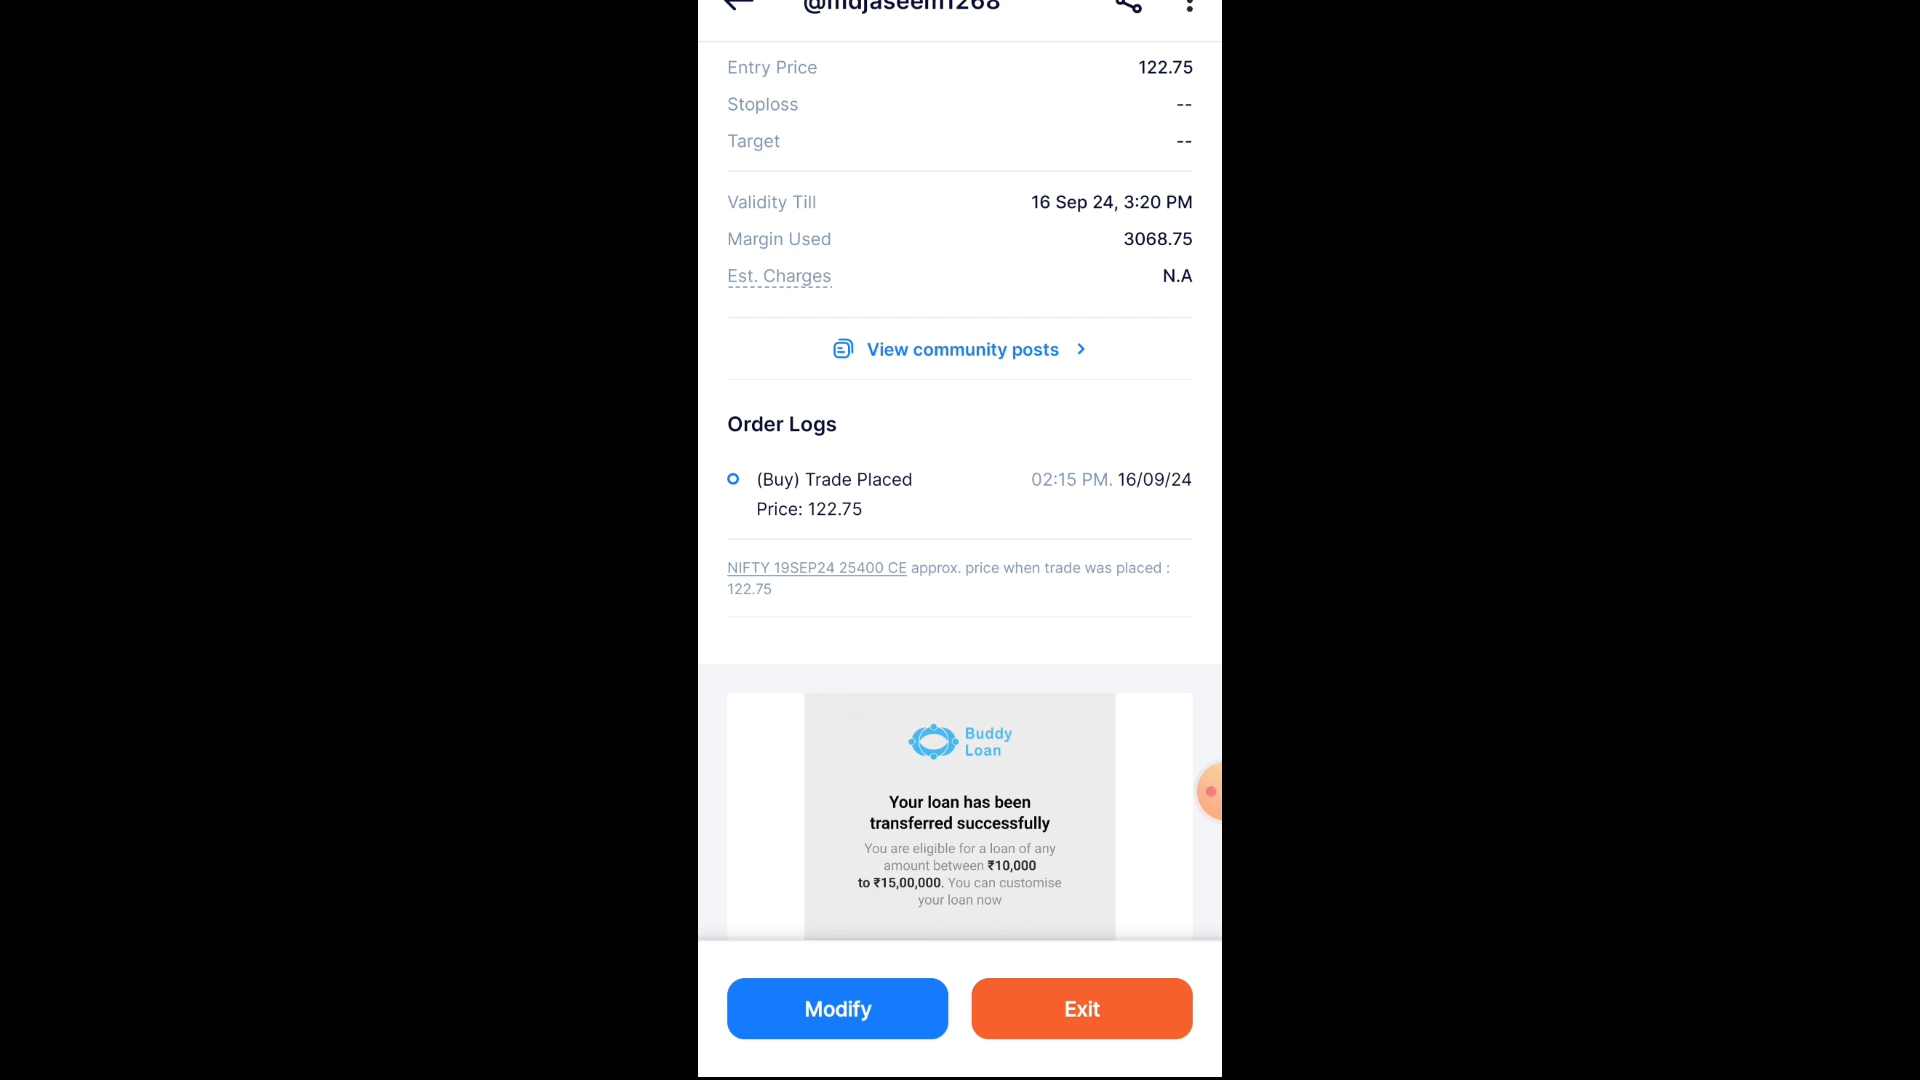 @mdjaseem1268
Entry Price 122.75
Stoploss --
Target --
Validity Till 16 Sep 24, 3:20 PM
Margin Used 3068.75
Est. Charges N.A
View community posts
Order Logs
(Buy) Trade Placed 02:15 PM. 16/09/24
Price: 122.75
NIFTY 19SEP24 25400 CE approx. price when trade was placed :
122.75
Buddy
Loan
Your loan has been
transferred successfully
You are eligible for a loan of any
amount between ₹10,000
to ₹15,00,000. You can customise
your loan now
Modify Exit